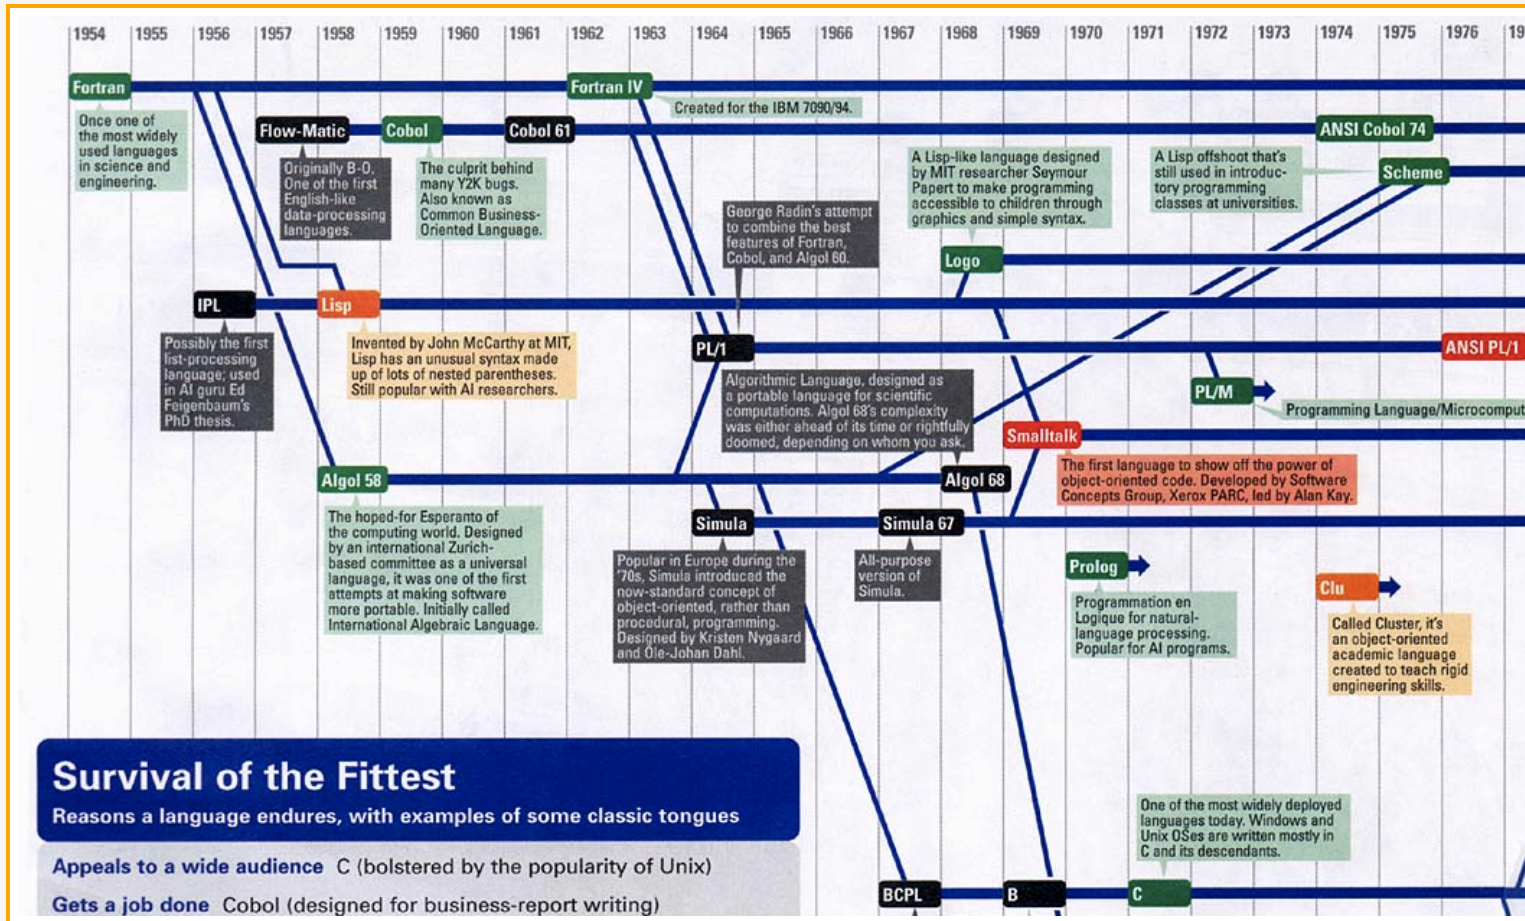 1954 1955 1956 1957 1958 1959 1960 1961 1962 1963 1964 1965 1966 1967 1968 1969 1970 1971 1972 1973 1974 1975 1976 19
Fortran
Once one of
the most widely
used languages
in science and
engineering.
Fortran IV
Created for the IBM 7090/94.
Flow-Matic
Originally B-O.
One of the first
English-like
data-processing
languages.
Cobol
The culprit behind
many Y2K bugs.
Also known as
Common Business-
Oriented Language.
Cobol 61
ANSI Cobol 74
A Lisp-like language designed
by MIT researcher Seymour
Papert to make programming
accessible to children through
graphics and simple syntax.
Logo
A Lisp offshoot that's
still used in introduc-
tory programming
classes at universities.
Scheme
George Radin's attempt
to combine the best
features of Fortran,
Cobol, and Algol 60.
IPL
Possibly the first
list-processing
language; used
in AI guru Ed
Feigenbaum's
PhD thesis.
Lisp
Invented by John McCarthy at MIT,
Lisp has an unusual syntax made
up of lots of nested parentheses.
Still popular with AI researchers.
PL/1
ANSI PL/1
PL/M
Programming Language/Microcomput
Algorithmic Language, designed as
a portable language for scientific
computations. Algol 68's complexity
was either ahead of its time or rightfully
doomed, depending on whom you ask.
Smalltalk
The first language to show off the power of
object-oriented code. Developed by Software
Concepts Group, Xerox PARC, led by Alan Kay.
Algol 58
The hoped-for Esperanto of
the computing world. Designed
by an international Zurich-
based committee as a universal
language, it was one of the first
attempts at making software
more portable. Initially called
International Algebraic Language.
Algol 68
Simula
Popular in Europe during the
'70s, Simula introduced the
now-standard concept of
object-oriented, rather than
procedural, programming.
Designed by Kristen Nygaard
and Ole-Johan Dahl.
Simula 67
All-purpose
version of
Simula.
Prolog
Programmation en
Logique for natural-
language processing.
Popular for AI programs.
Clu
Called Cluster, it's
an object-oriented
academic language
created to teach rigid
engineering skills.
Survival of the Fittest
Reasons a language endures, with examples of some classic tongues
Appeals to a wide audience C (bolstered by the popularity of Unix)
Gets a job done Cobol (designed for business-report writing)
One of the most widely deployed
languages today. Windows and
Unix OSes are written mostly in
C and its descendants.
BCPL
B
C